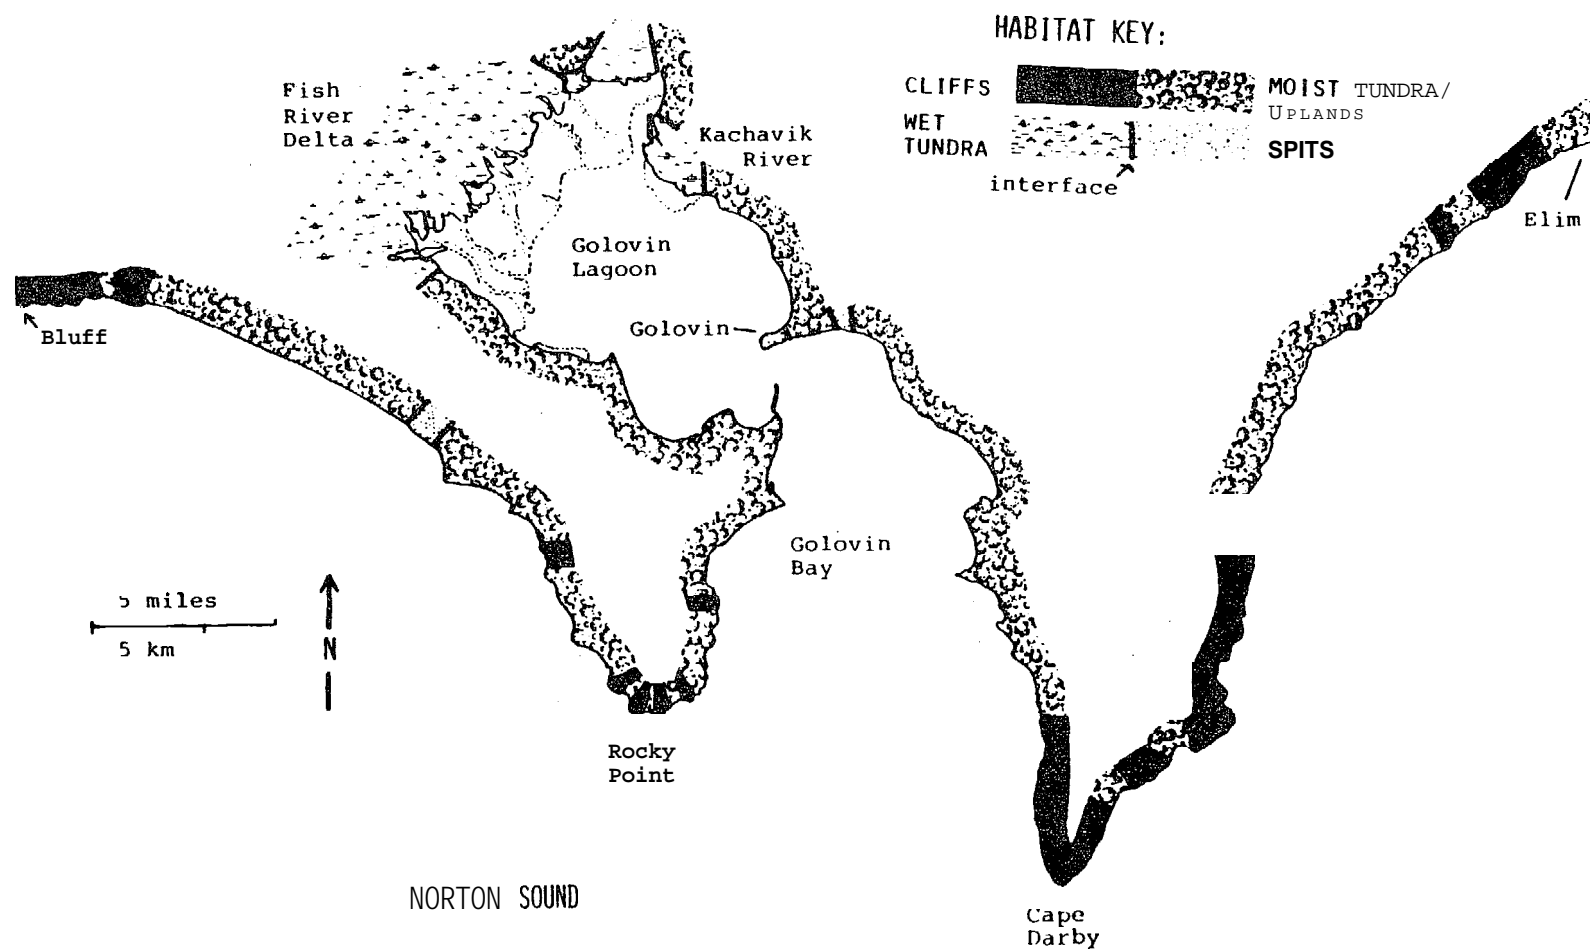 HABITAT KEY:
CLIFFS
MOIST TUNDRA/
UPLANDS
WET
TUNDRA
SPITS
interface
Fish
River
Delta
Kachavik
River
Elim
Golovin
Lagoon
Golovin
Bluff
Golovin
Bay
5 miles
5 km
N
Rocky
Point
NORTON SOUND
Cape
Darby